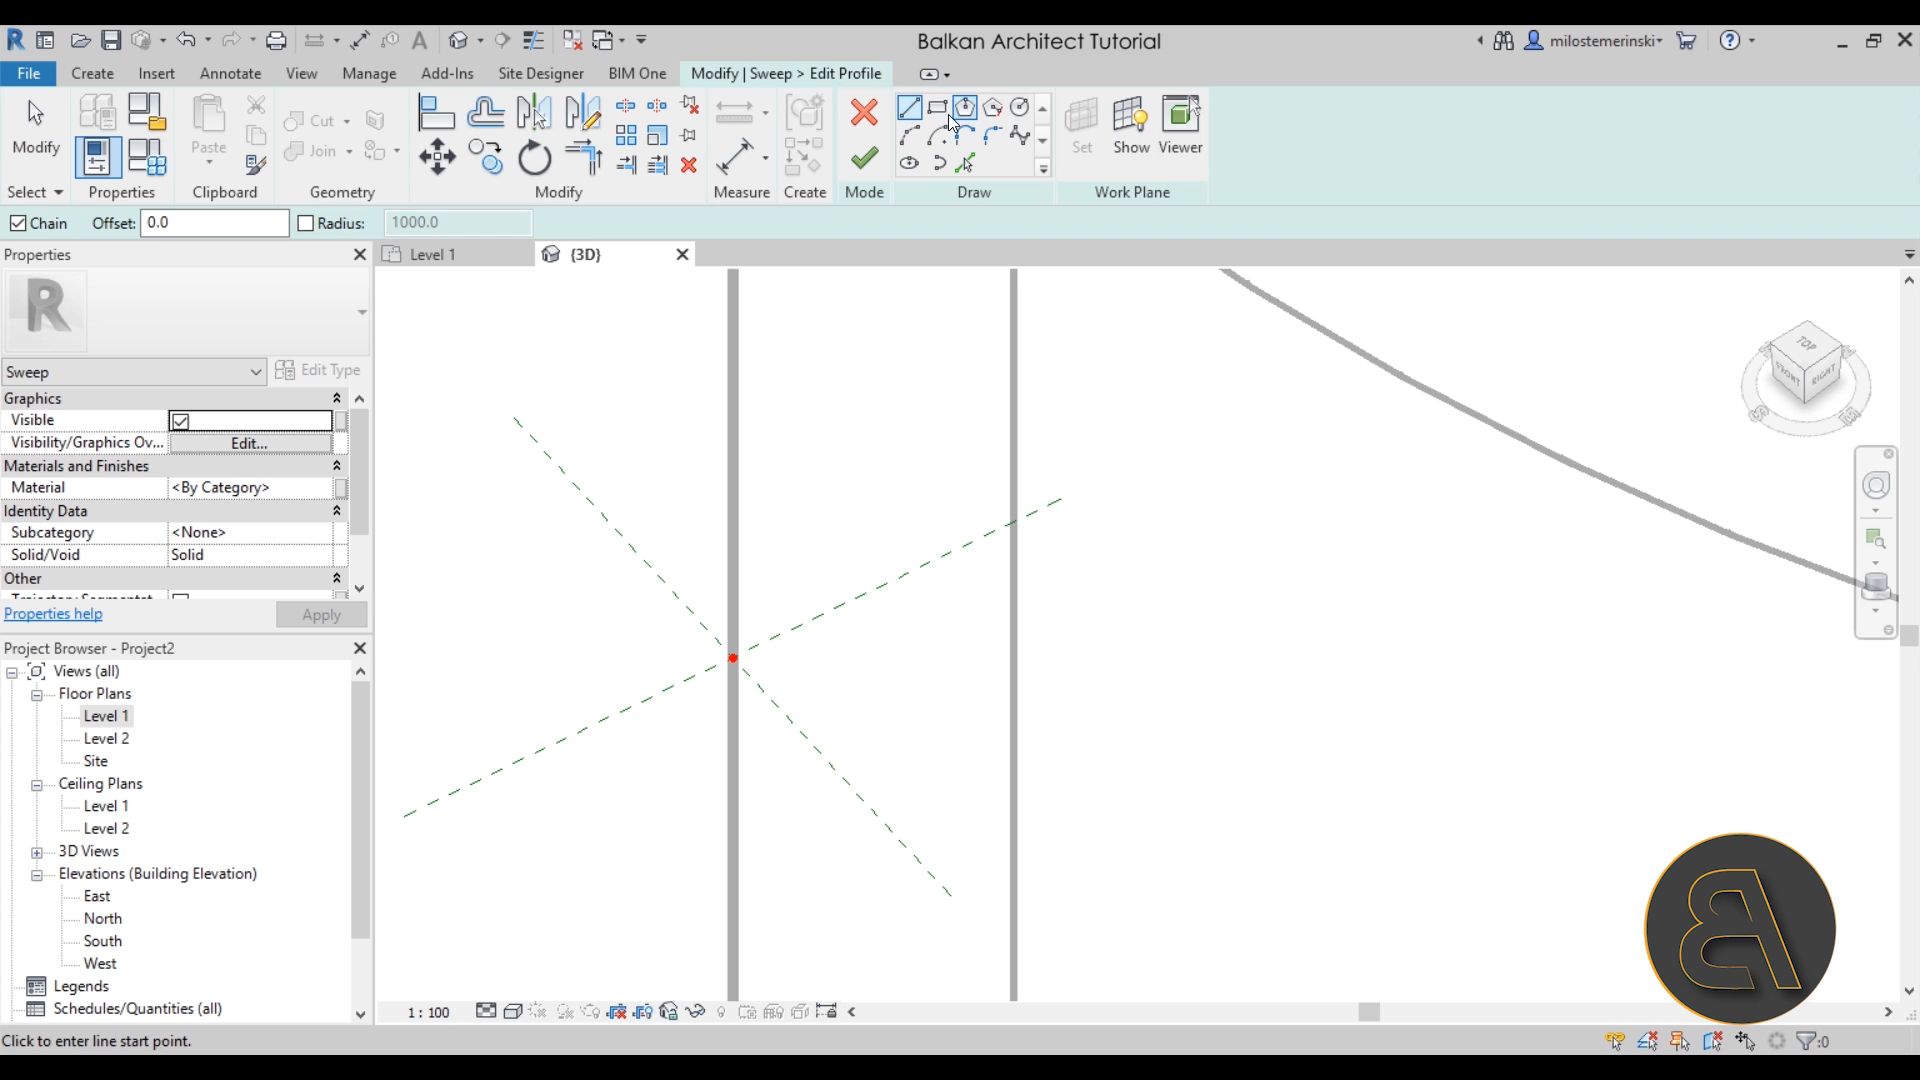 Balkan Architect Tutorial
milostemerinski
File Create Insert Annotate View Manage Add-Ins Site Designer BIM One Modify | Sweep > Edit Profile
Modify
Paste
Cut
Join
Set Show Viewer
Select Properties Clipboard Geometry Modify Measure Create Mode Draw Work Plane
Chain Offset: 0.0 Radius: 1000.0
Properties
Level 1
{3D}
R
Sweep
Edit Type
Graphics
Visible
Visibility/Graphics Ov... Edit...
Materials and Finishes
Material <By Category>
Identity Data
Subcategory <None>
Solid/Void Solid
Other
Properties help
Apply
TOP
FRONT
RIGHT
Project Browser - Project2
Views (all)
Floor Plans
Level 1
Level 2
Site
Ceiling Plans
Level 1
Level 2
3D Views
Elevations (Building Elevation)
East
North
South
West
Legends
Schedules/Quantities (all)
1 : 100
Click to enter line start point.
:0